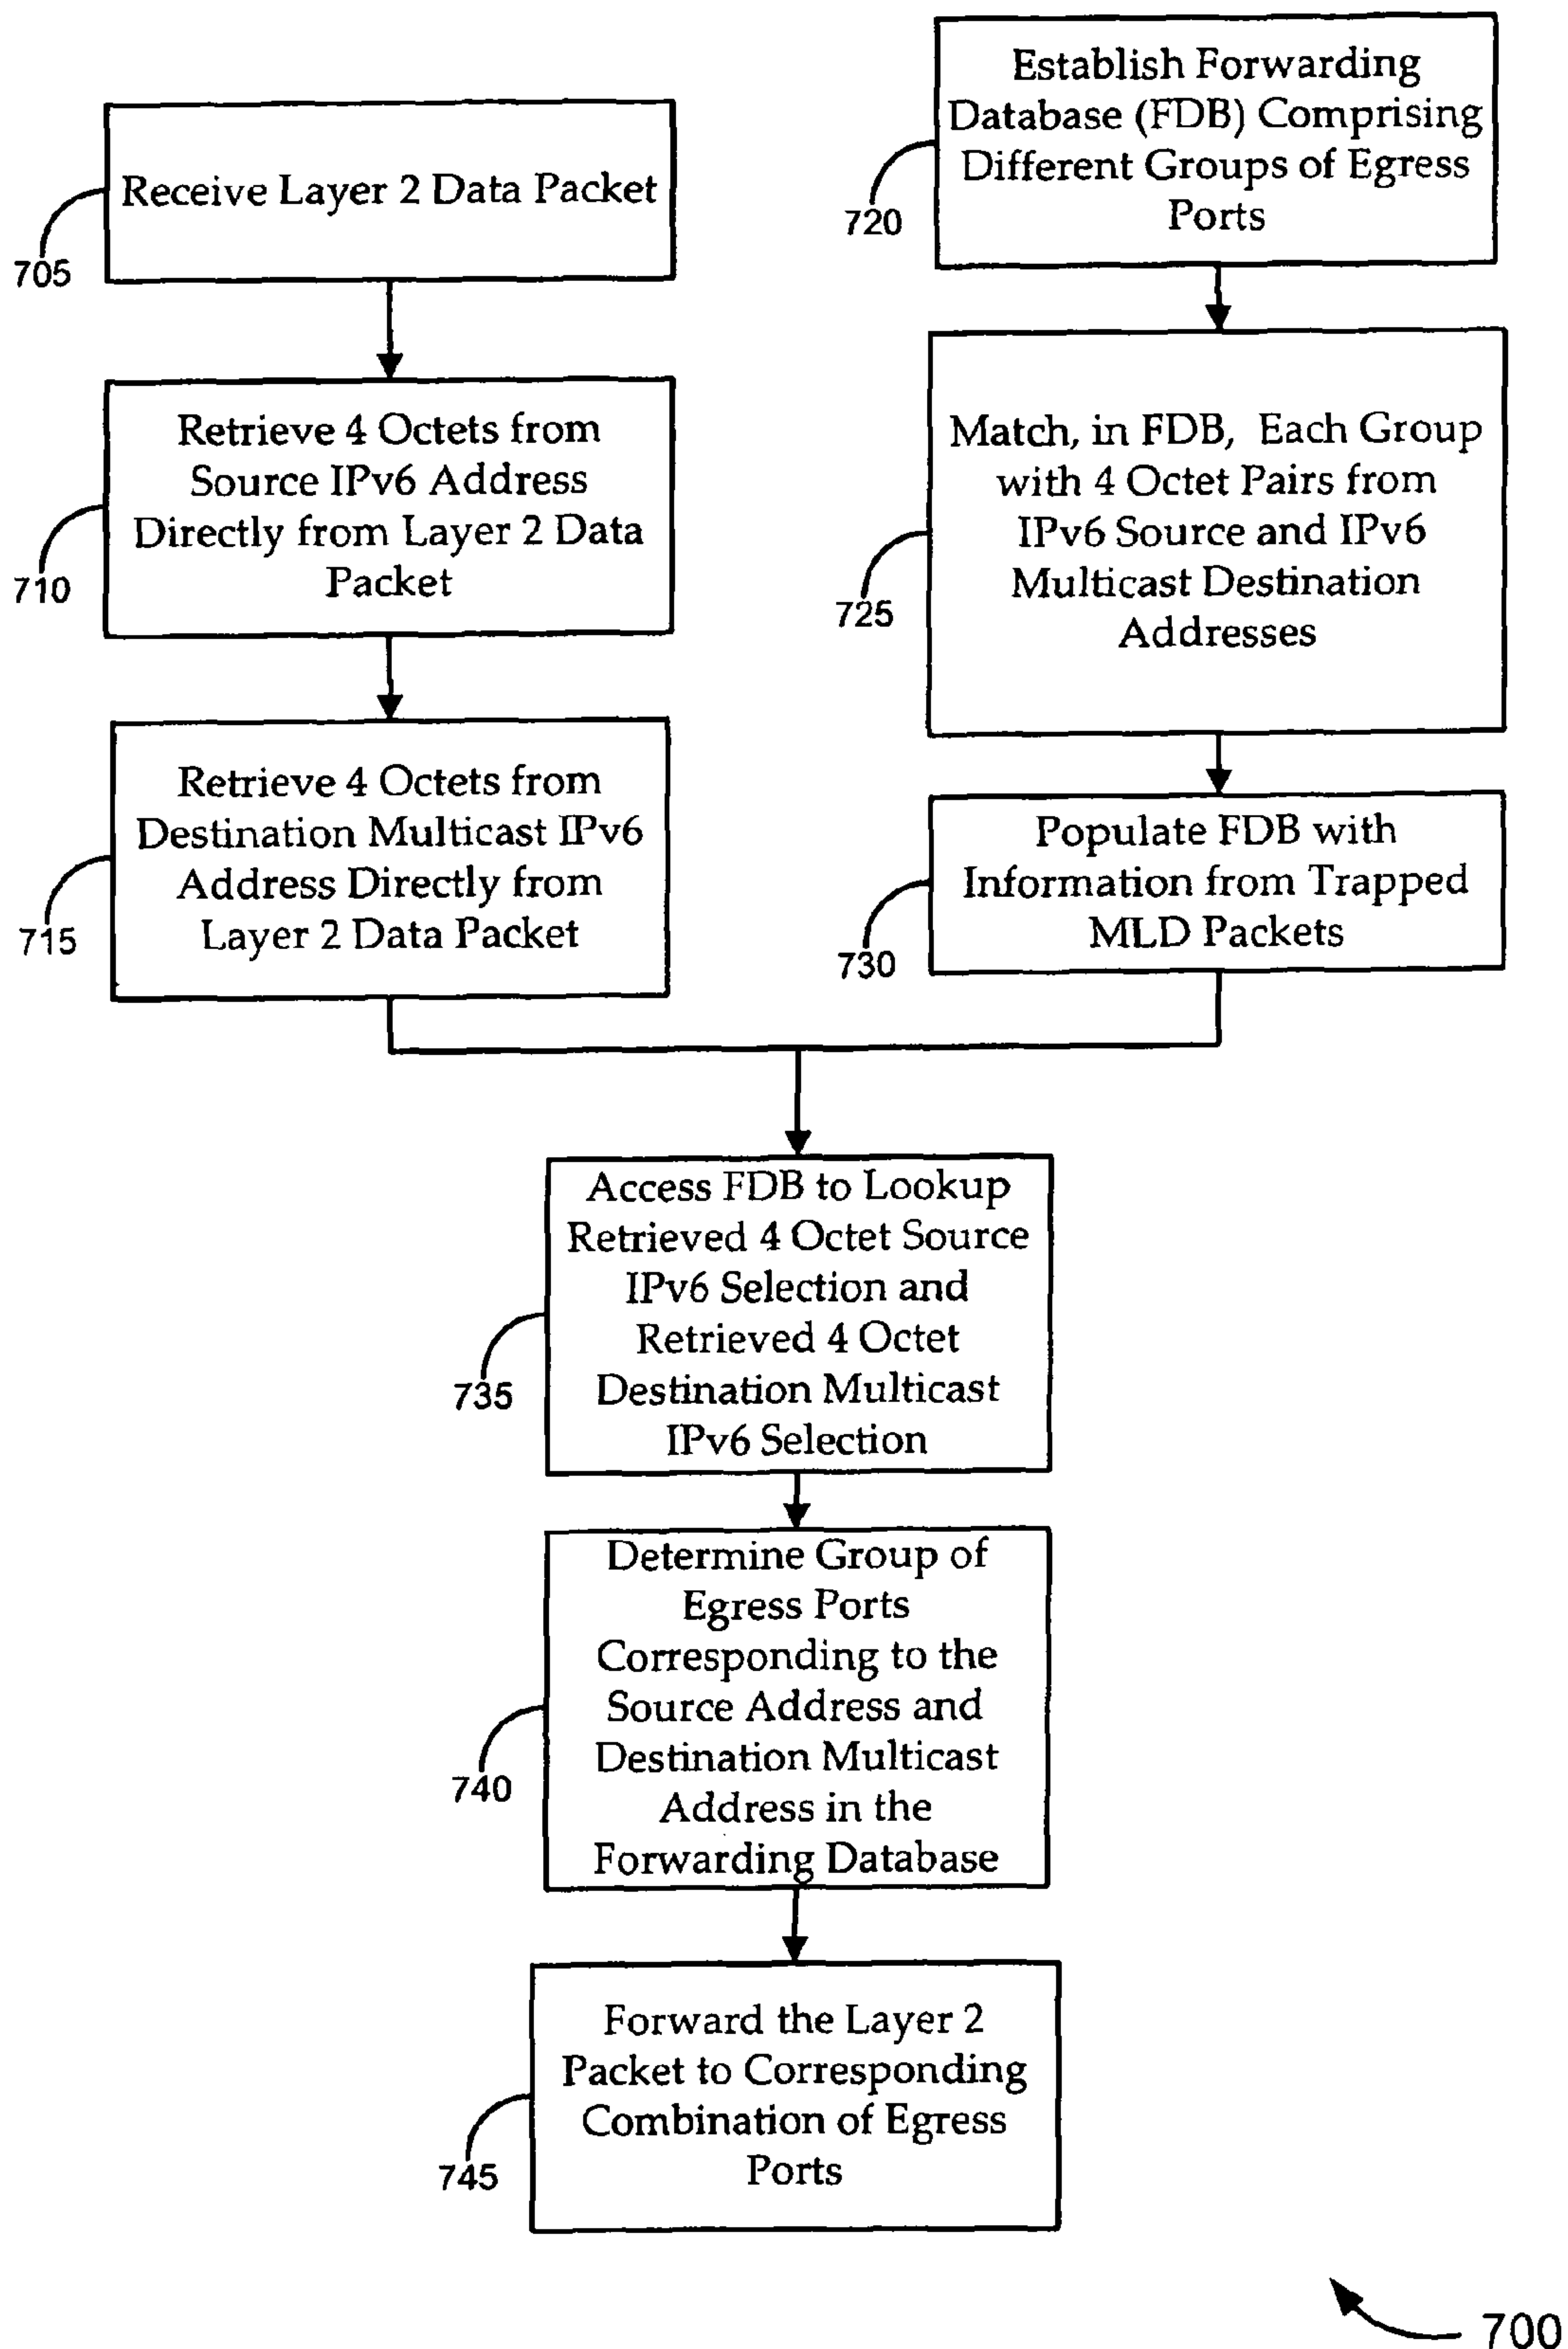 Receive Layer 2 Data Packet
705
Retrieve 4 Octets from
Source IPv6 Address
Directly from Layer 2 Data
Packet
710
Retrieve 4 Octets from
Destination Multicast IPv6
Address Directly from
Layer 2 Data Packet
715
Establish Forwarding
Database (FDB) Comprising
Different Groups of Egress
Ports
720
Match, in FDB, Each Group
with 4 Octet Pairs from
IPv6 Source and IPv6
Multicast Destination
Addresses
725
Populate FDB with
Information from Trapped
MLD Packets
730
Access FDB to Lookup
Retrieved 4 Octet Source
IPv6 Selection and
Retrieved 4 Octet
Destination Multicast
IPv6 Selection
735
Determine Group of
Egress Ports
Corresponding to the
Source Address and
Destination Multicast
Address in the
Forwarding Database
740
Forward the Layer 2
Packet to Corresponding
Combination of Egress
Ports
745
700